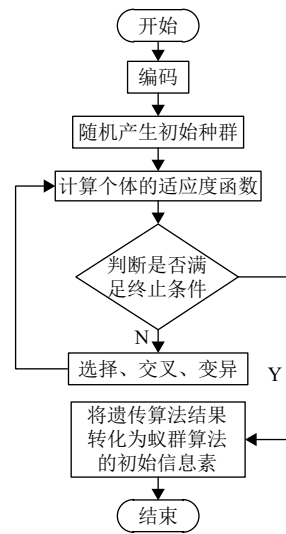 开始
编码
随机产生初始种群
计算个体的适应度函数
判断是否满
足终止条件
N
选择、交叉、变异
Y
将遗传算法结果
转化为蚁群算法
的初始信息素
结束